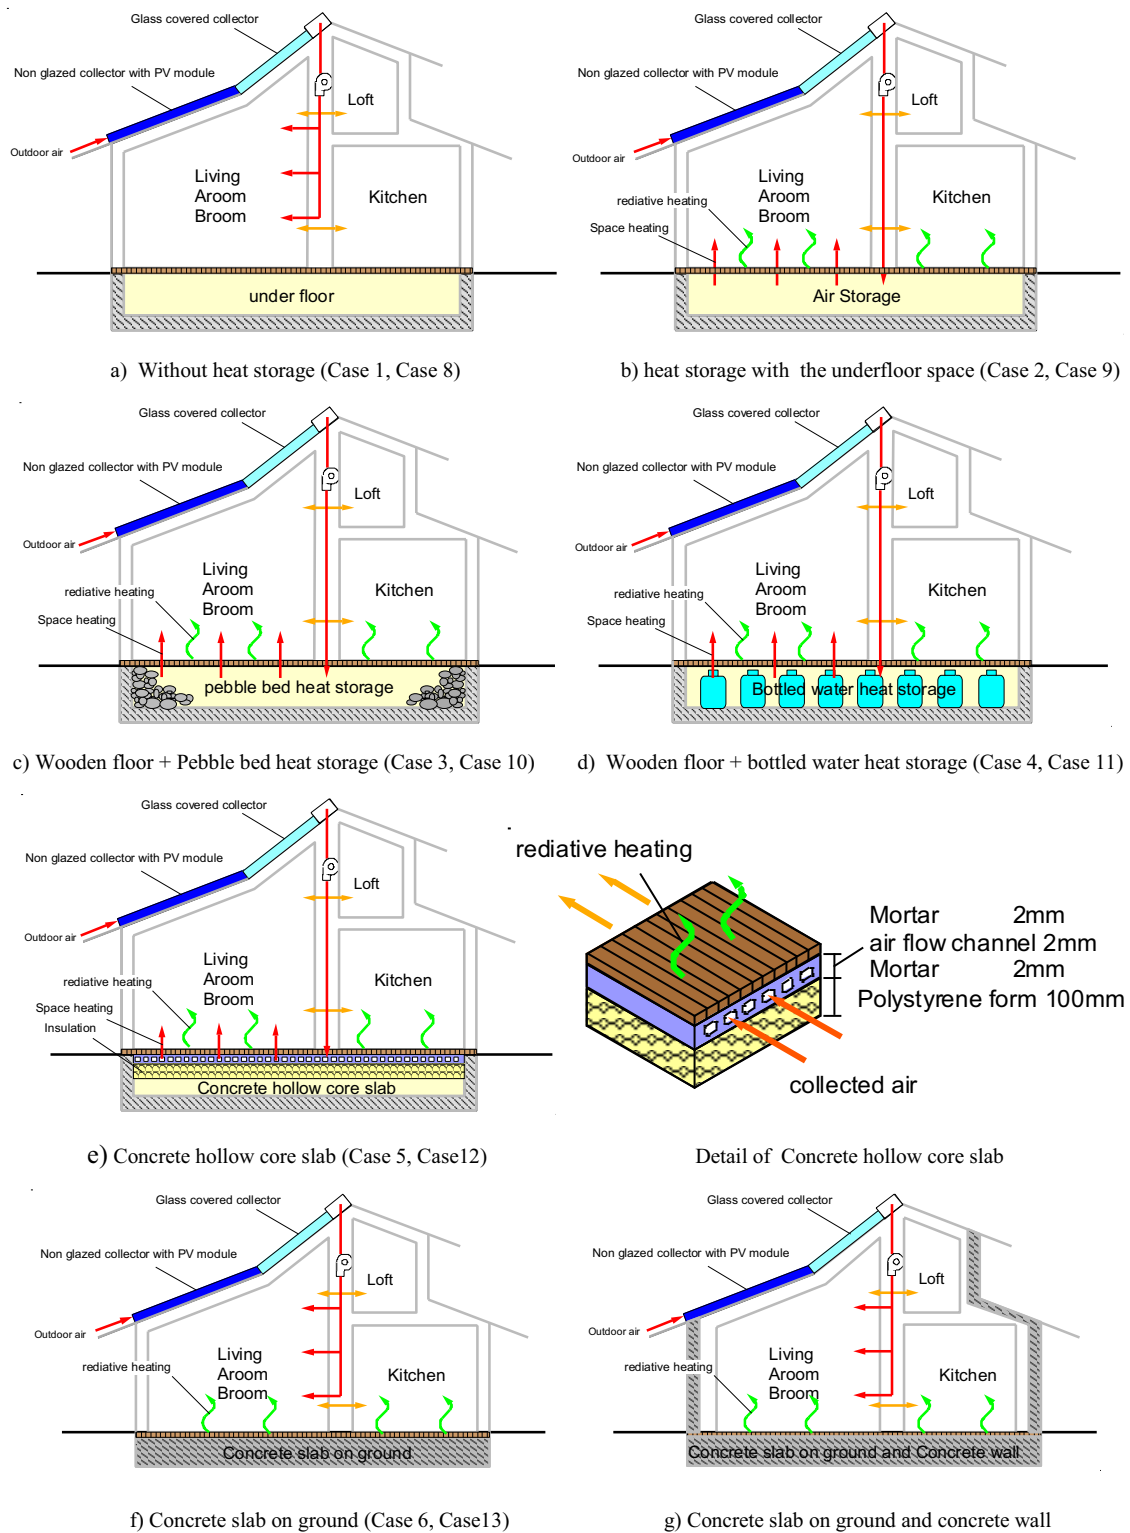 Glass covered collector
Non glazed collector with PV module
Loft
Outdoor air
Living
Aroom
Broom
Kitchen
under floor
a) Without heat storage (Case 1, Case 8)
Glass covered collector
Non glazed collector with PV module
Loft
Outdoor air
Living
Aroom
Broom
Kitchen
rediative heating
Space heating
Air Storage
b) heat storage with the underfloor space (Case 2, Case 9)
Glass covered collector
Non glazed collector with PV module
Loft
Outdoor air
Living
Aroom
Broom
Kitchen
rediative heating
Space heating
pebble bed heat storage
c) Wooden floor + Pebble bed heat storage (Case 3, Case 10)
Glass covered collector
Non glazed collector with PV module
Loft
Outdoor air
Living
Aroom
Broom
Kitchen
rediative heating
Space heating
Bottled water heat storage
d) Wooden floor + bottled water heat storage (Case 4, Case 11)
Glass covered collector
Non glazed collector with PV module
Loft
Outdoor air
Living
Aroom
Broom
Kitchen
rediative heating
Space heating
Insulation
Concrete hollow core slab
e) Concrete hollow core slab (Case 5, Case12)
rediative heating
Mortar 2mm
air flow channel 2mm
Mortar 2mm
Polystyrene form 100mm
collected air
Detail of Concrete hollow core slab
Glass covered collector
Non glazed collector with PV module
Loft
Outdoor air
Living
Aroom
Broom
Kitchen
rediative heating
Concrete slab on ground
f) Concrete slab on ground (Case 6, Case13)
Glass covered collector
Non glazed collector with PV module
Loft
Outdoor air
Living
Aroom
Broom
Kitchen
rediative heating
Concrete slab on ground and Concrete wall
g) Concrete slab on ground and concrete wall